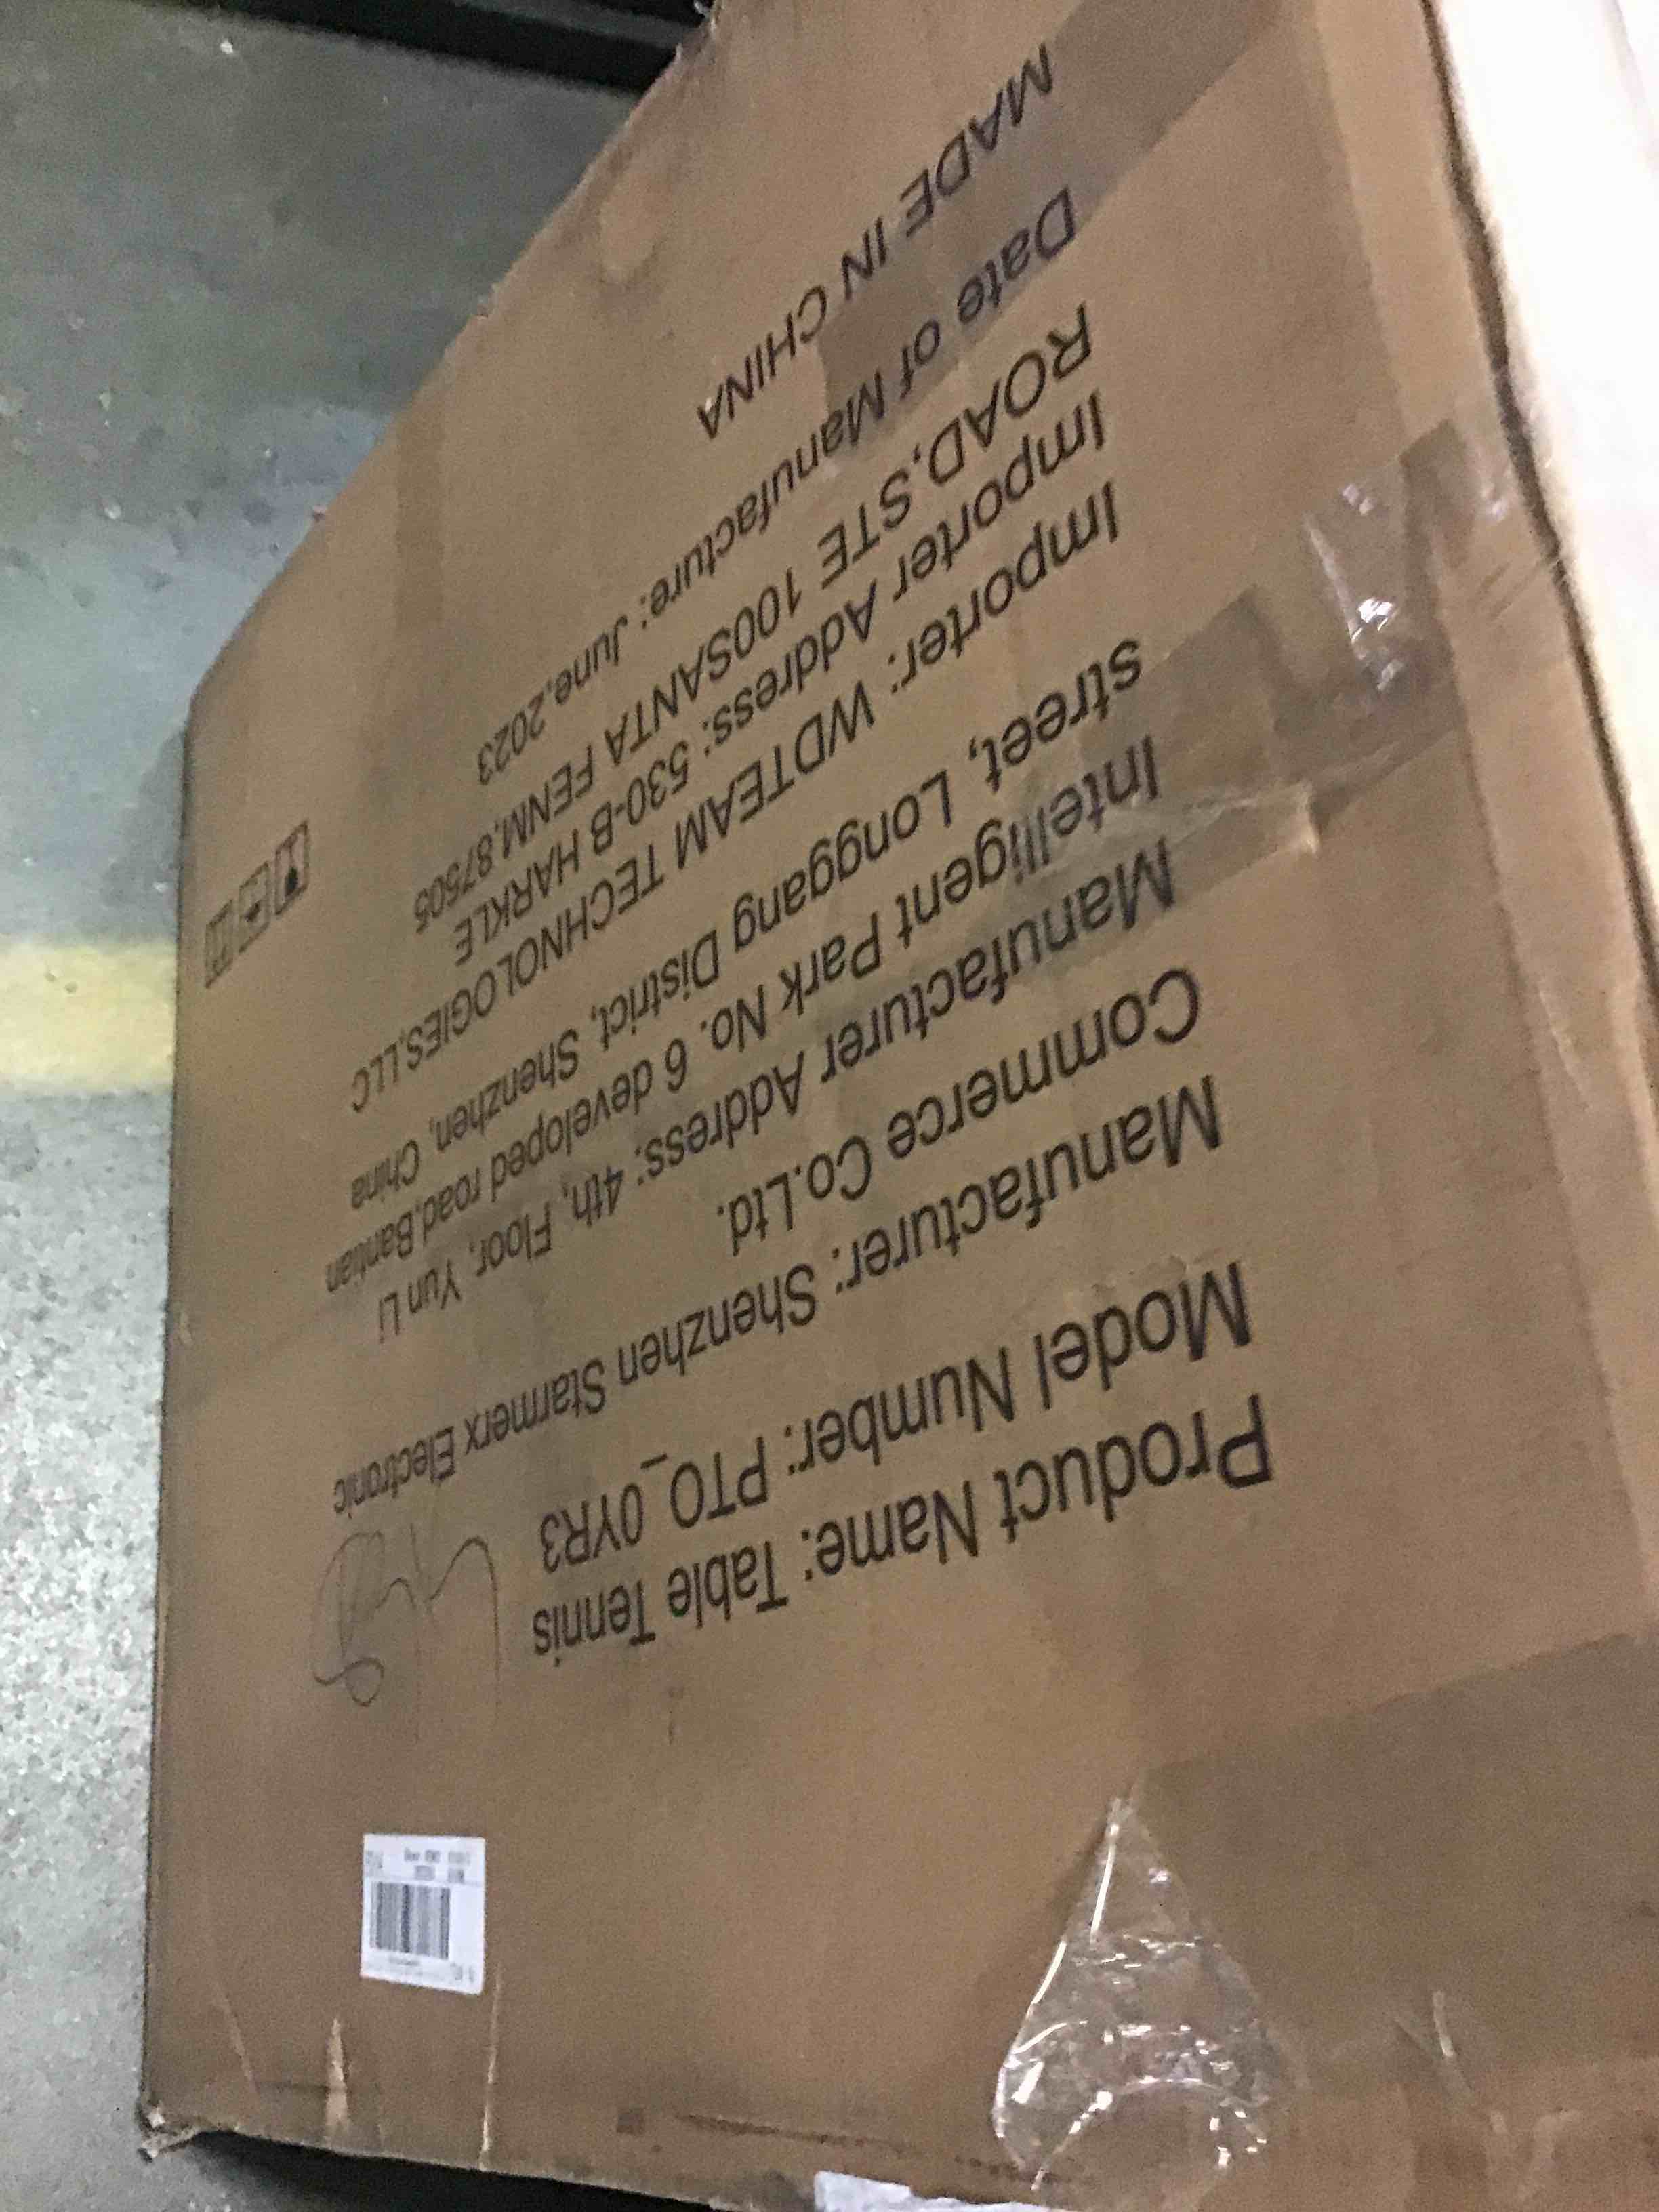 Product Name: Table Tennis
Model Number: PTO_0YR3
Manufacturer: Shenzhen Starmerx Electronic
Commerce Co.Ltd.
Manufacturer Address: 4th, Floor, Yun Li
Intelligent Park No. 6 developed road,Bantian
street, Longgang District, Shenzhen, China
Importer: WDTEAM TECHNOLOGIES,LLC
Importer Address: 530-B HARKLE
ROAD,STE 100SANTA FENM,87505
Date of Manufacture: June,2023
MADE IN CHINA